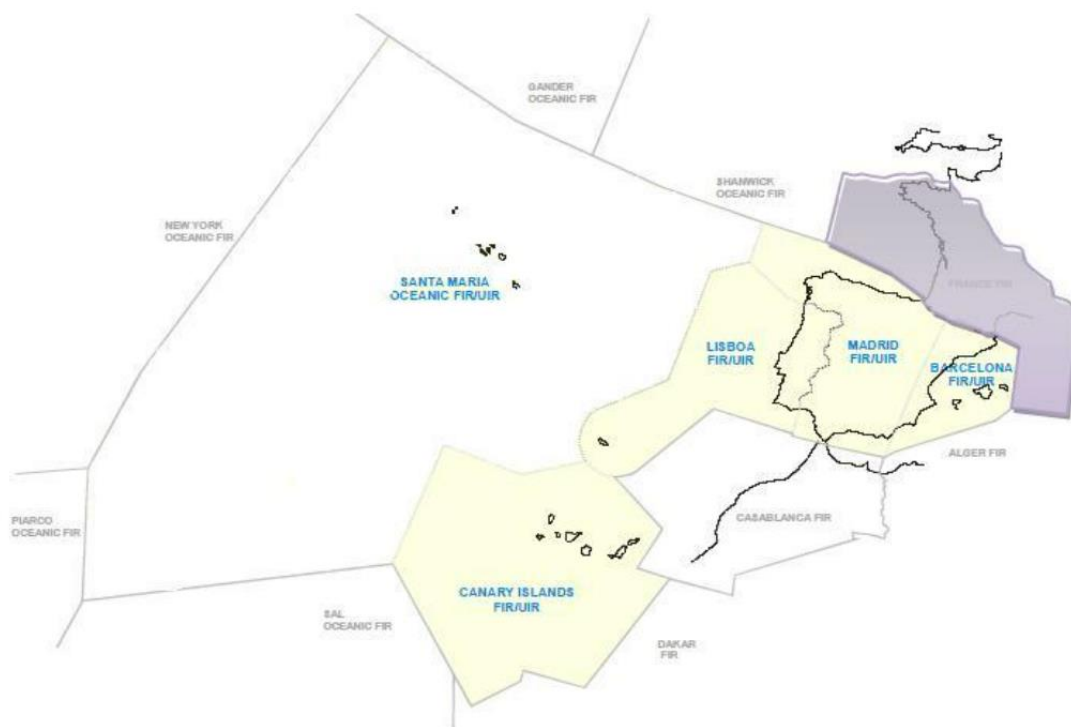 GANDER
OCEANIC FIR
SHANWICK
OCEANIC FIR
NEW YORK
OCEANIC FIR
SANTA MARIA
OCEANIC FIR/UIR
FRANCE FIR
LISBOA
FIR/UIR
MADRID
FIR/UIR
BARCELONA
FIR/UIR
ALGER FIR
PIARCO
OCEANIC FIR
CASABLANCA FIR
CANARY ISLANDS
FIR/UIR
SAL
OCEANIC FIR
DAKAR
FIR